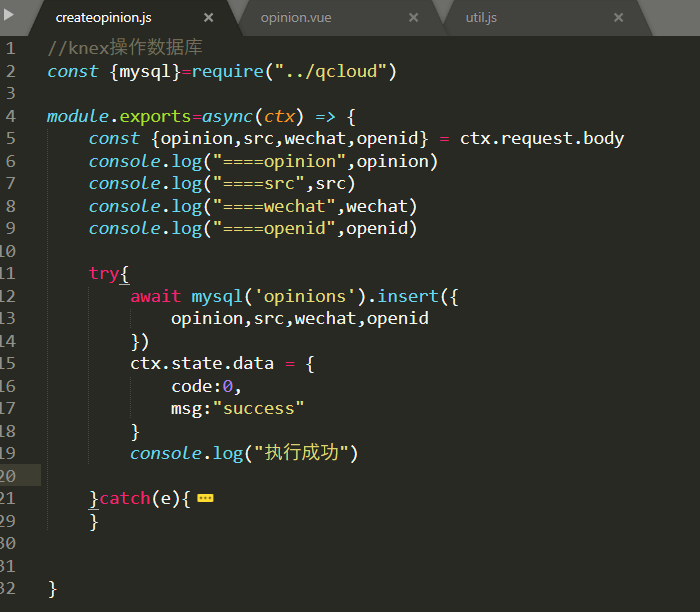 createopinion.js × opinion.vue × util.js ×
1 //knex操作数据库
2 const {mysql}=require("../qcloud")
3
4 module.exports=async(ctx) => {
5 const {opinion,src,wechat,openid} = ctx.request.body
6 console.log("====opinion",opinion)
7 console.log("====src",src)
8 console.log("====wechat",wechat)
9 console.log("====openid",openid)
10
11 try{
12 await mysql('opinions').insert({
13 opinion,src,wechat,openid
14 })
15 ctx.state.data = {
16 code:0,
17 msg:"success"
18 }
19 console.log("执行成功")
20
21 }catch(e){
29 }
30
31
32 }